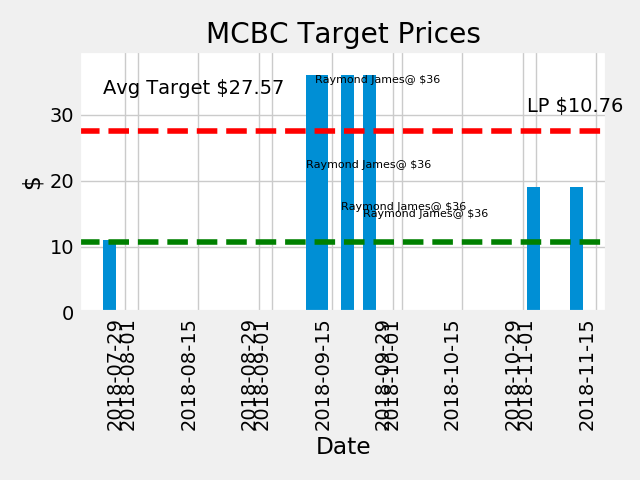 MCBC Target Prices
Avg Target $27.57
Raymond James@ $36
LP $10.76
Raymond James@ $36
Raymond James@ $36
Raymond James@ $36
$
30
20
10
0
2018-07-29
2018-08-01
2018-08-15
2018-08-29
2018-09-01
2018-09-15
2018-09-29
2018-10-01
2018-10-15
2018-10-29
2018-11-01
2018-11-15
Date